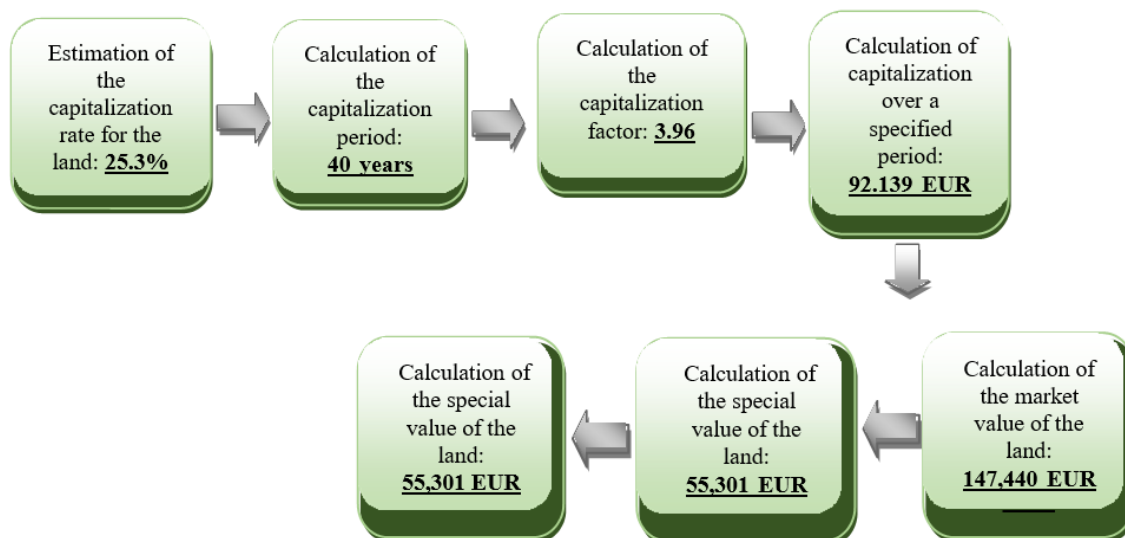 Estimation of
the
capitalization
rate for the
land: 25.3%
Calculation of
the
capitalization
period:
40 years
Calculation of
the
capitalization
factor: 3.96
Calculation of
capitalization
over a
specified
period:
92.139 EUR
Calculation of
the market
value of the
land:
147,440 EUR
Calculation of
the special
value of the
land:
55,301 EUR
Calculation of
the special
value of the
land:
55,301 EUR